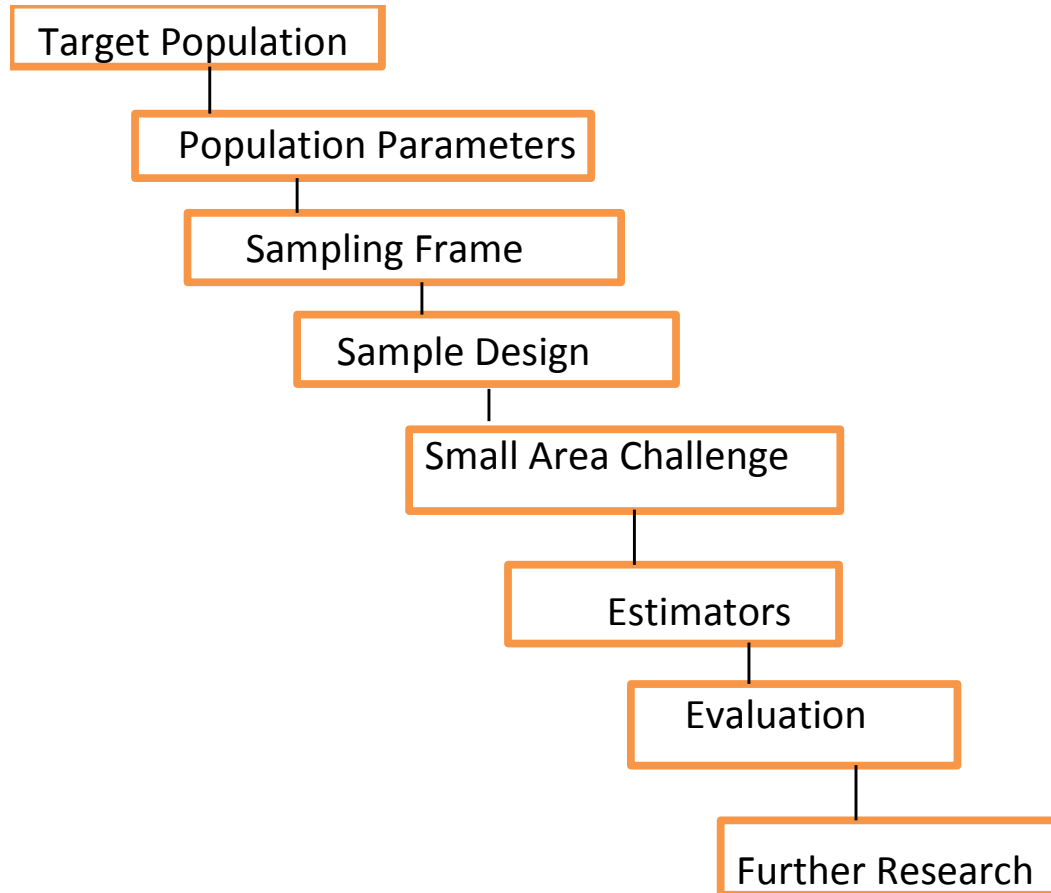 Target Population
Population Parameters
Sampling Frame
Sample Design
Small Area Challenge
Estimators
Evaluation
Further Research